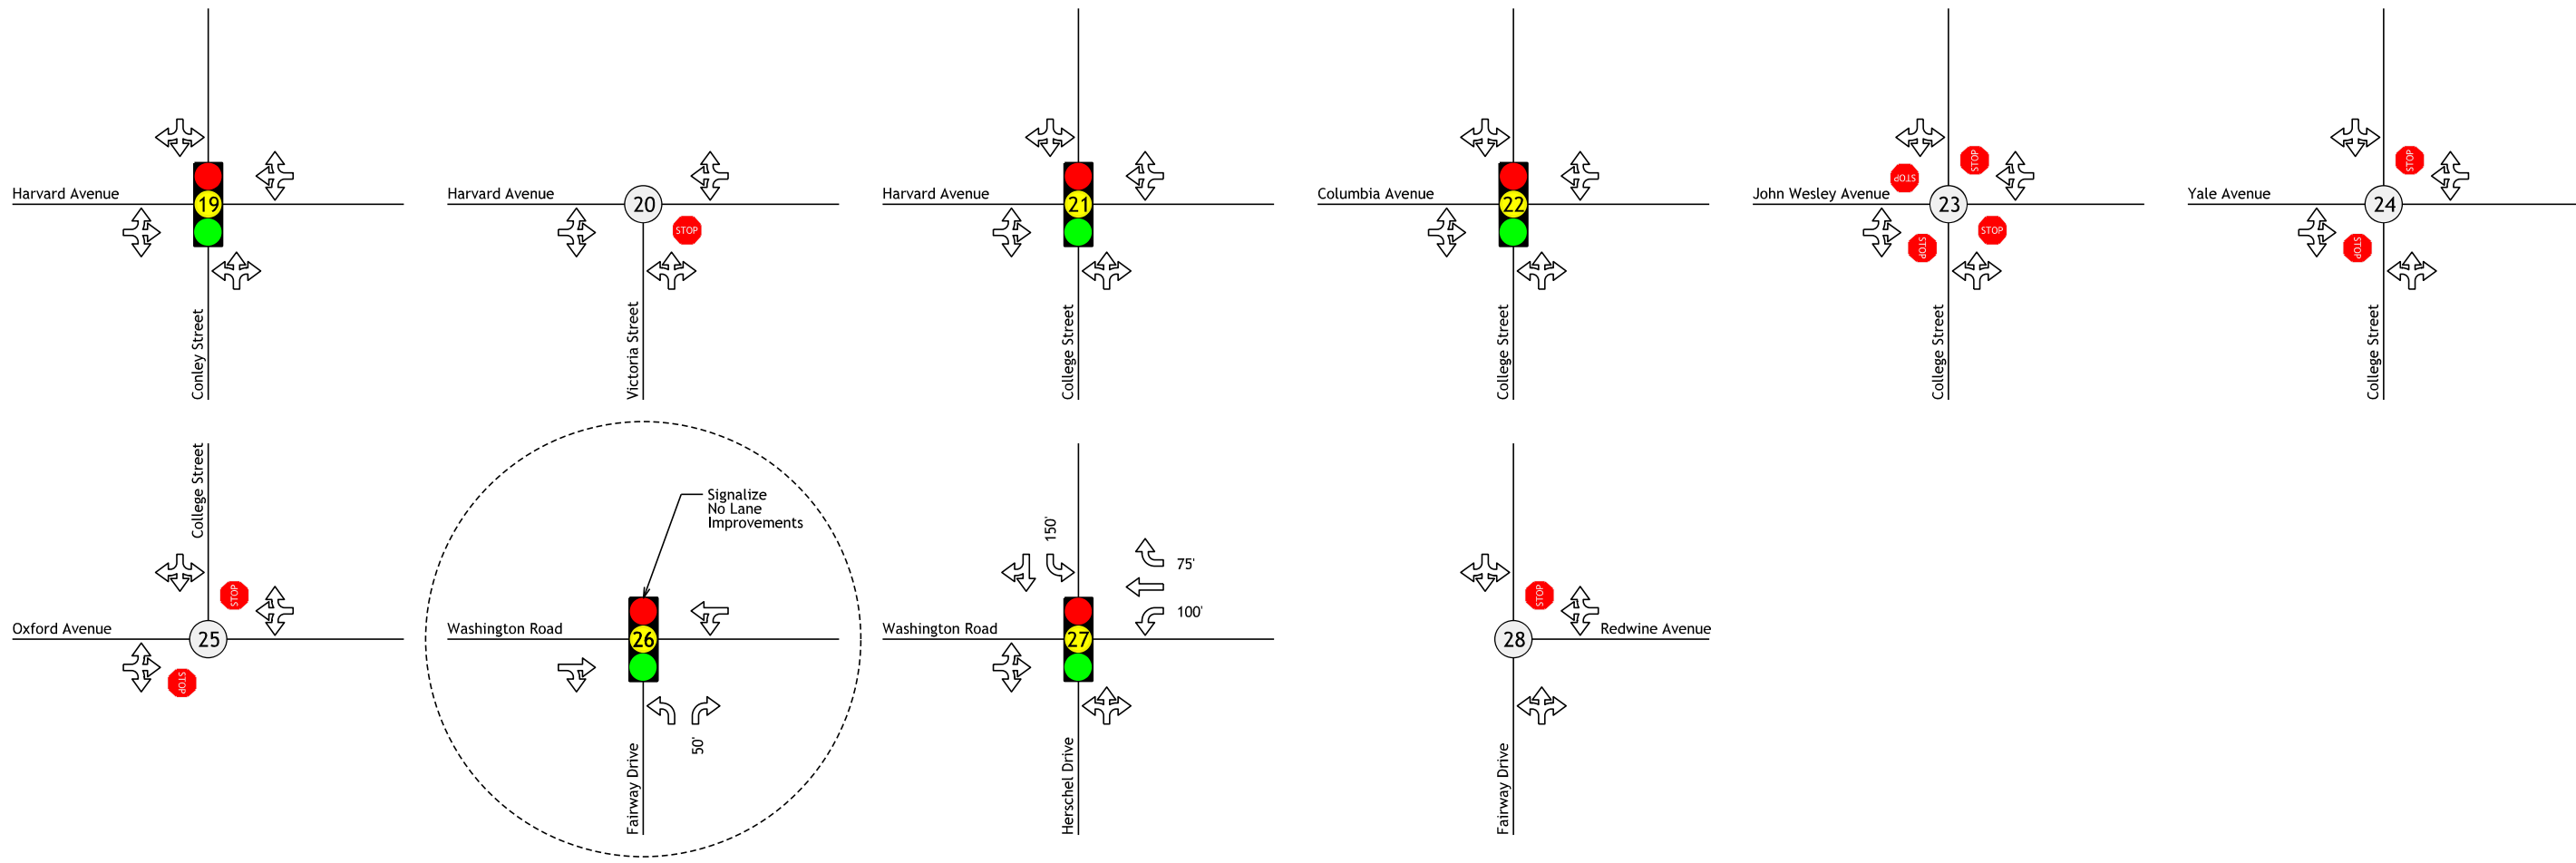 Harvard Avenue
19
Conley Street
Harvard Avenue
20
STOP
Victoria Street
Harvard Avenue
21
College Street
Columbia Avenue
22
College Street
John Wesley Avenue
STOP
STOP
23
STOP
STOP
College Street
Yale Avenue
STOP
24
STOP
College Street
College Street
STOP
Oxford Avenue
25
STOP
Signalize
No Lane
Improvements
Washington Road
26
50'
Fairway Drive
150'
75'
100'
Washington Road
27
Herschel Drive
STOP
28
Redwine Avenue
Fairway Drive